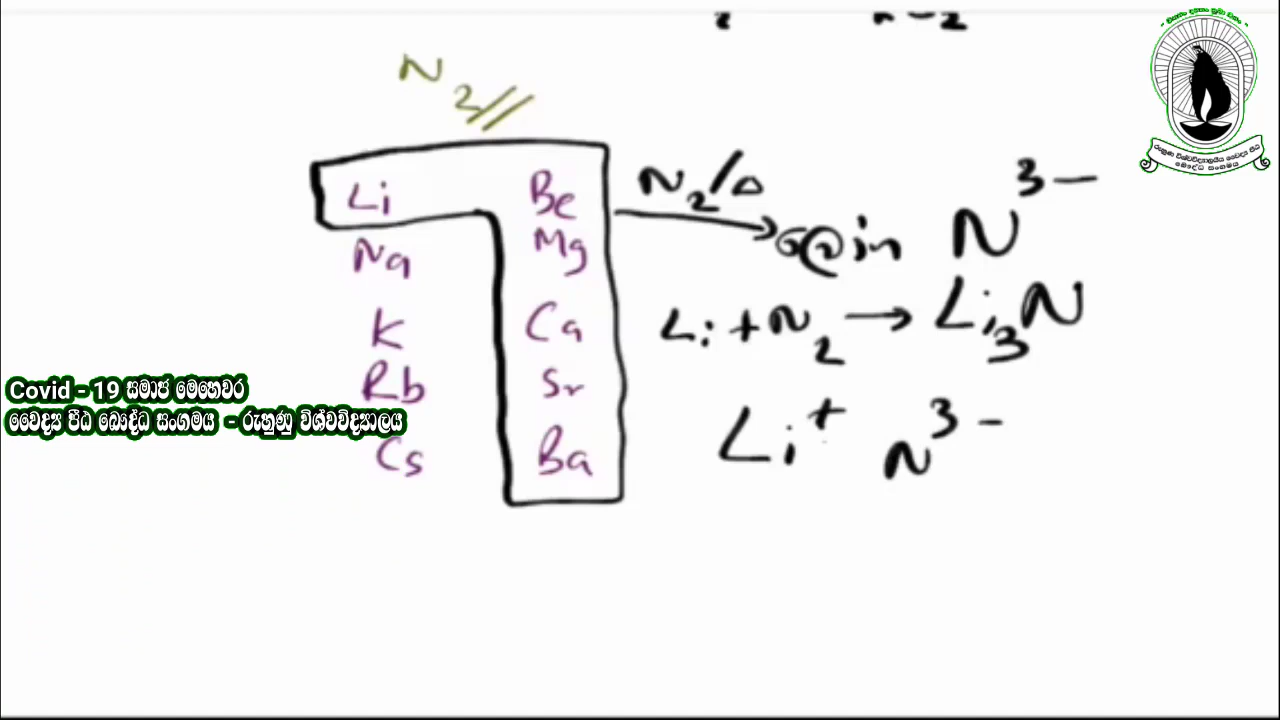 N2
Li Be
Na Mg
K Ca
Rb Sr
Cs Ba
N2/△
N3-
Li + N2 → Li3N
Li+ N3-
Covid - 19 සමාජ මෙහෙවර
වෛද්‍ය පීඨ බෞද්ධ සංගමය - රුහුණු විශ්වවිද්‍යාලය